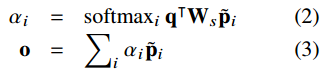 αᵢ = softmaxᵢ q⊤Wₛp̃ᵢ (2)
o = ∑ᵢ αᵢp̃ᵢ (3)